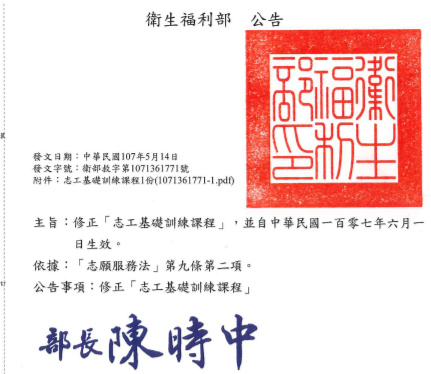 衛生福利部　公告
衛生
福利
部印
發文日期：中華民國107年5月14日
發文字號：衛部救字第1071361771號
附件：志工基礎訓練課程1份(1071361771-1.pdf)
主旨：修正「志工基礎訓練課程」，並自中華民國一百零七年六月一
日生效。
依據：「志願服務法」第九條第二項。
公告事項：修正「志工基礎訓練課程」
部長陳時中